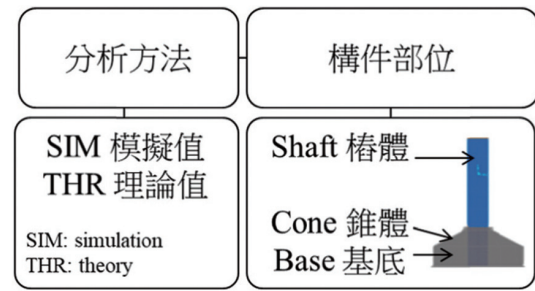 分析方法
構件部位
SIM 模擬值
THR 理論值
SIM: simulation
THR: theory
Shaft 樁體
Cone 錐體
Base 基底